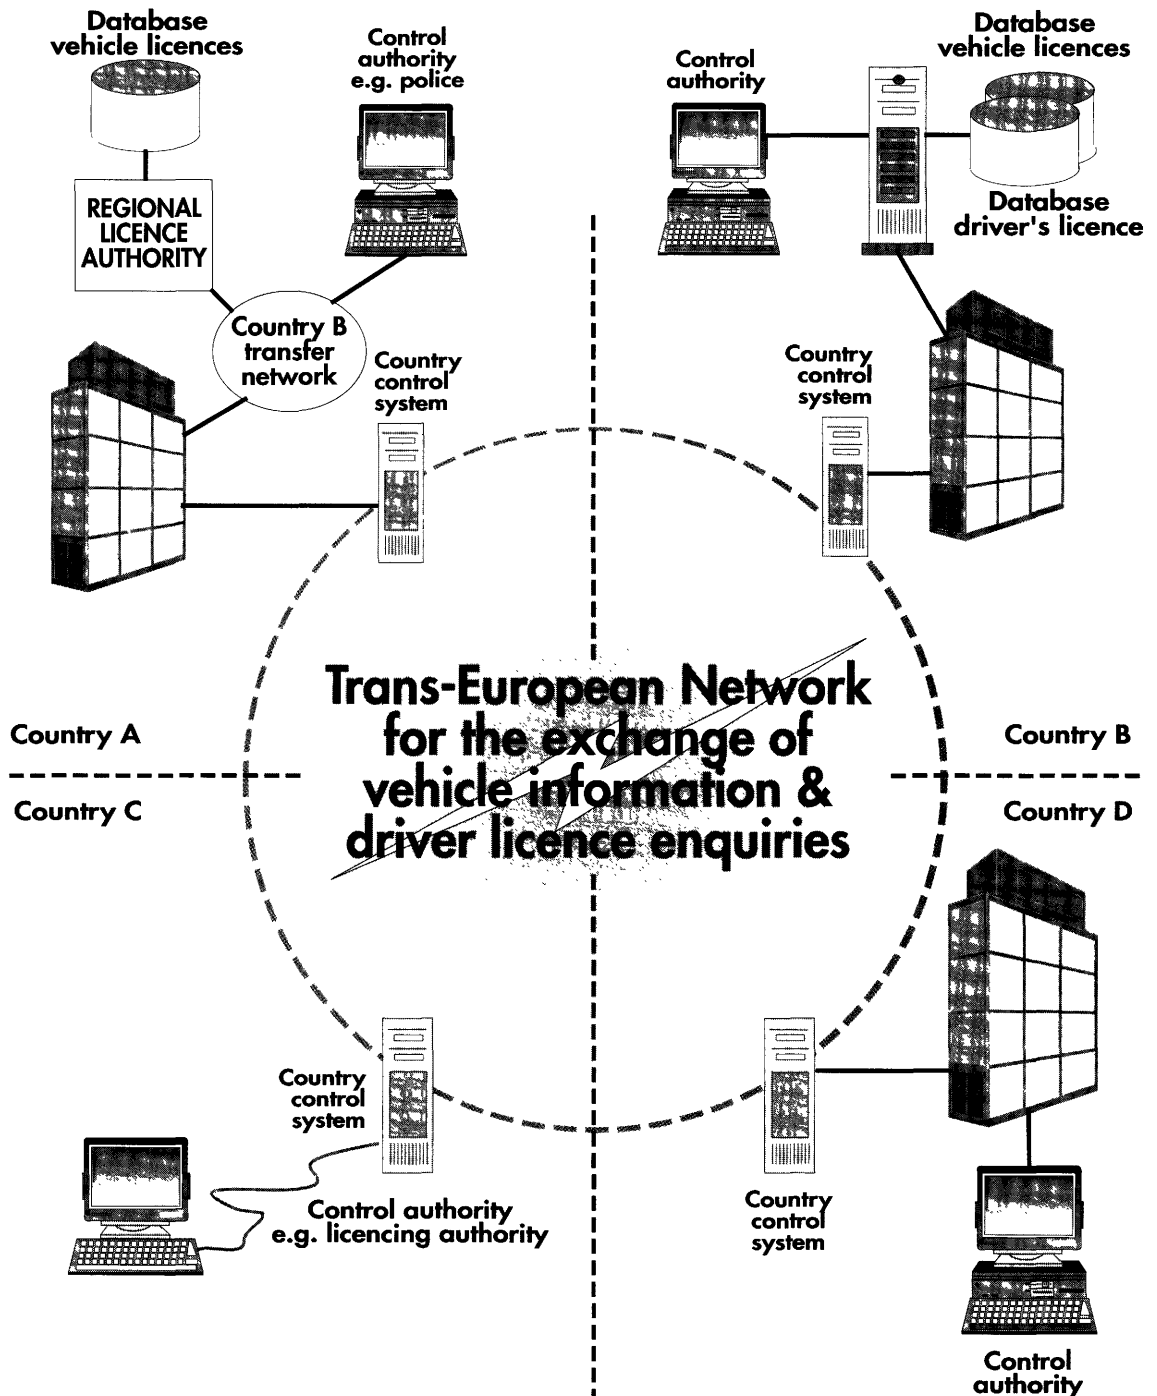 Database
vehicle licences
Control
authority
e.g. police
REGIONAL
LICENCE
AUTHORITY
Country B
transfer
network
Country
control
system
Control
authority
Database
vehicle licences
Database
driver's licence
Country
control
system
Trans-European Network
for the exchange of
vehicle information &
driver licence enquiries
Country A
Country B
Country C
Country D
Country
control
system
Control authority
e.g. licencing authority
Country
control
system
Control
authority